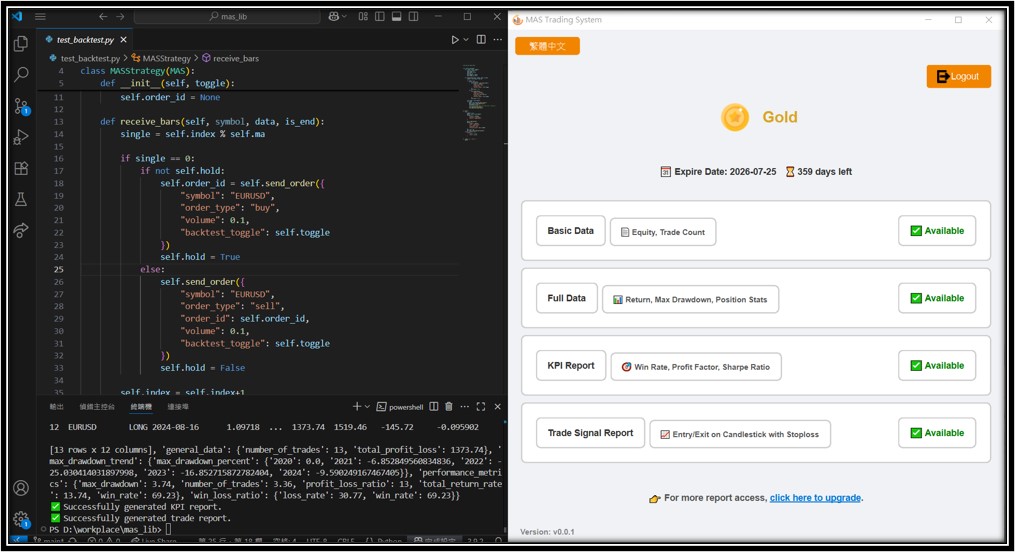 mas_lib
test_backtest.py
test_backtest.py > MASStrategy > receive_bars
4 class MASStrategy(MAS):
5 def __init__(self, toggle):
11 self.order_id = None
12
13 def receive_bars(self, symbol, data, is_end):
14 single = self.index % self.ma
15
16 if single == 0:
17 if not self.hold:
18 self.order_id = self.send_order({
19 "symbol": "EURUSD",
20 "order_type": "buy",
21 "volume": 0.1,
22 "backtest_toggle": self.toggle
23 })
24 self.hold = True
25 else:
26 self.send_order({
27 "symbol": "EURUSD",
28 "order_type": "sell",
29 "order_id": self.order_id,
30 "volume": 0.1,
31 "backtest_toggle": self.toggle
32 })
33 self.hold = False
34
35 self.index = self.index+1
輸出 偵錯主控台 終端機 連接埠
powershell
12 EURUSD LONG 2024-08-16 1.09718 ... 1373.74 1519.46 -145.72 -0.095902
[13 rows x 12 columns], 'general_data': {'number_of_trades': 13, 'total_profit_loss': 1373.74}, '
max_drawdown_trend': {'max_drawdown_percent': {'2020': 0.0, '2021': -6.852849560834836, '2022': -
25.030414031897998, '2023': -16.852715872782404, '2024': -9.590249167467405}}, 'performance_metri
cs': {'max_drawdown': 3.74, 'number_of_trades': 3.36, 'profit_loss_ratio': 13, 'total_return_rate
': 13.74, 'win_rate': 69.23}, 'win_loss_ratio': {'loss_rate': 30.77, 'win_rate': 69.23}}
Successfully generated KPI report.
Successfully generated trade report.
PS D:\workplace\mas_lib>
MAS Trading System
繁體中文
Logout
Gold
Expire Date: 2026-07-25 359 days left
Basic Data
Equity, Trade Count
Available
Full Data
Return, Max Drawdown, Position Stats
Available
KPI Report
Win Rate, Profit Factor, Sharpe Ratio
Available
Trade Signal Report
Entry/Exit on Candlestick with Stoploss
Available
For more report access, click here to upgrade.
Version: v0.0.1